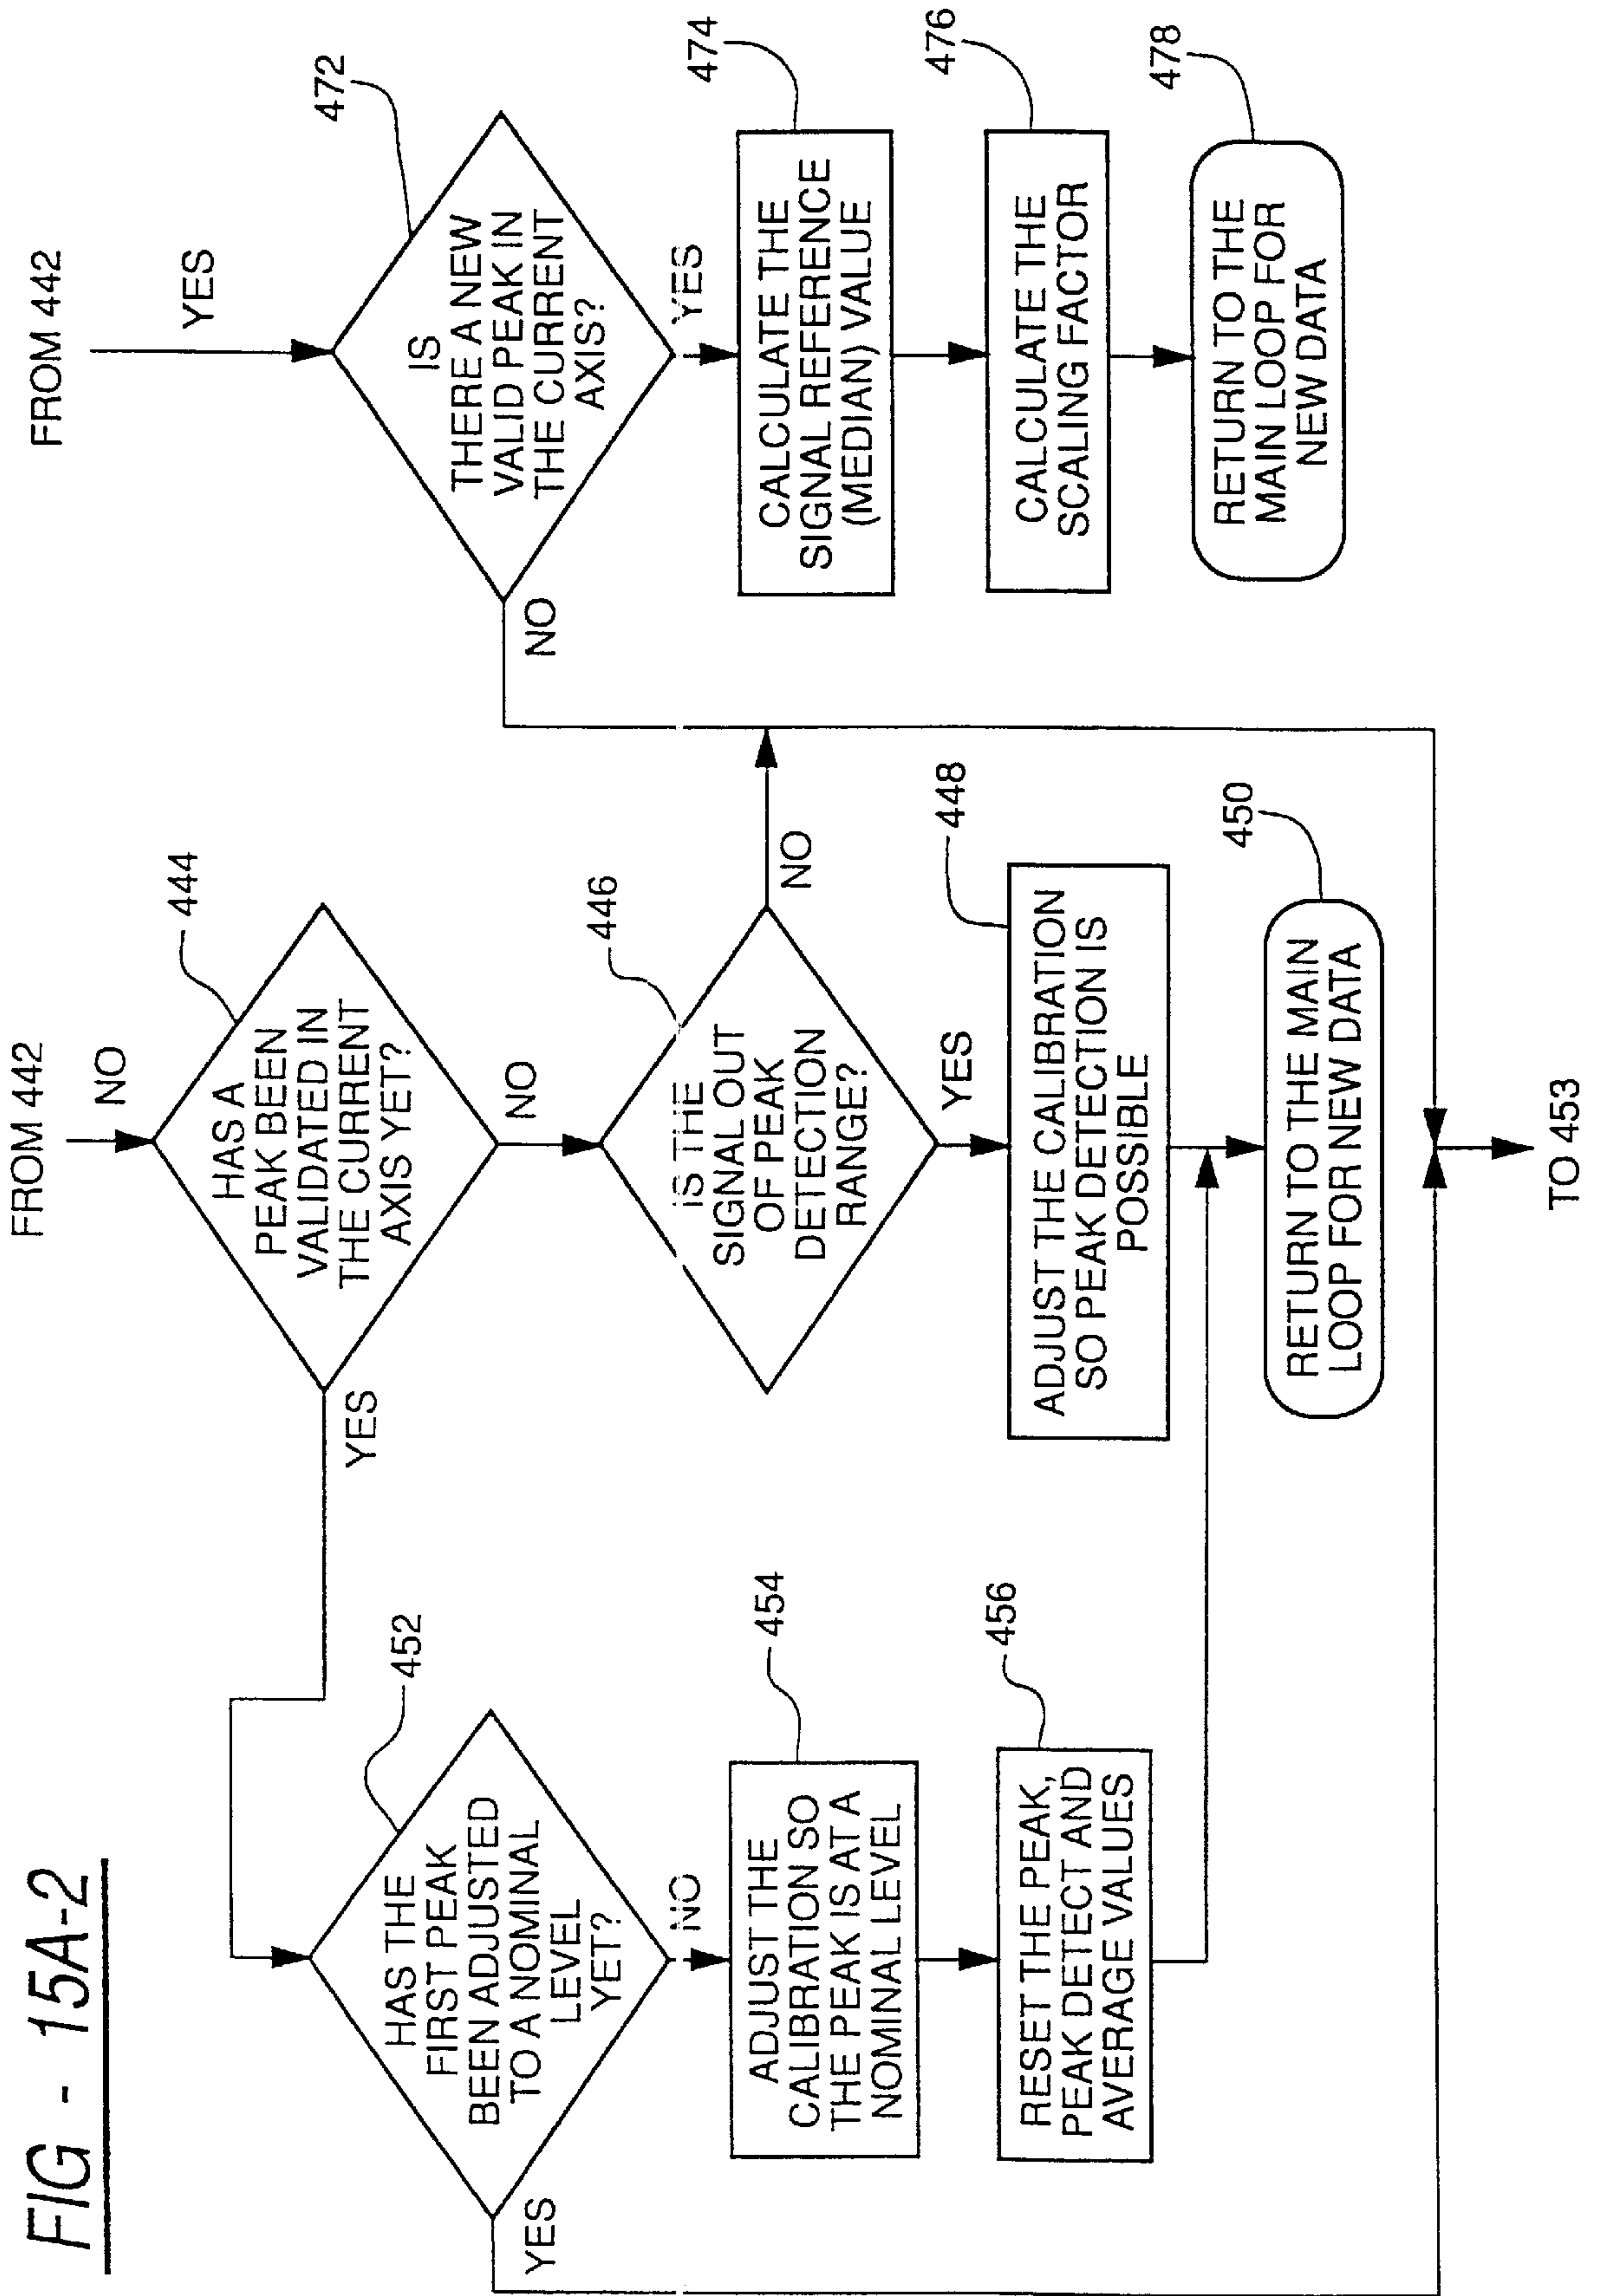 FIG - 15A-2
FROM 442
NO
444
HAS A
PEAK BEEN
VALIDATED IN
THE CURRENT
AXIS YET?
YES
NO
452
HAS THE
FIRST PEAK
BEEN ADJUSTED
TO A NOMINAL
LEVEL
YET?
YES
NO
454
ADJUST THE
CALIBRATION SO
THE PEAK IS AT A
NOMINAL LEVEL
456
RESET THE PEAK,
PEAK DETECT AND
AVERAGE VALUES
446
IS THE
SIGNAL OUT
OF PEAK
DETECTION
RANGE?
NO
YES
448
ADJUST THE CALIBRATION
SO PEAK DETECTION IS
POSSIBLE
450
RETURN TO THE MAIN
LOOP FOR NEW DATA
TO 453
FROM 442
YES
472
IS
THERE A NEW
VALID PEAK IN
THE CURRENT
AXIS?
NO
YES
474
CALCULATE THE
SIGNAL REFERENCE
(MEDIAN) VALUE
476
CALCULATE THE
SCALING FACTOR
478
RETURN TO THE
MAIN LOOP FOR
NEW DATA